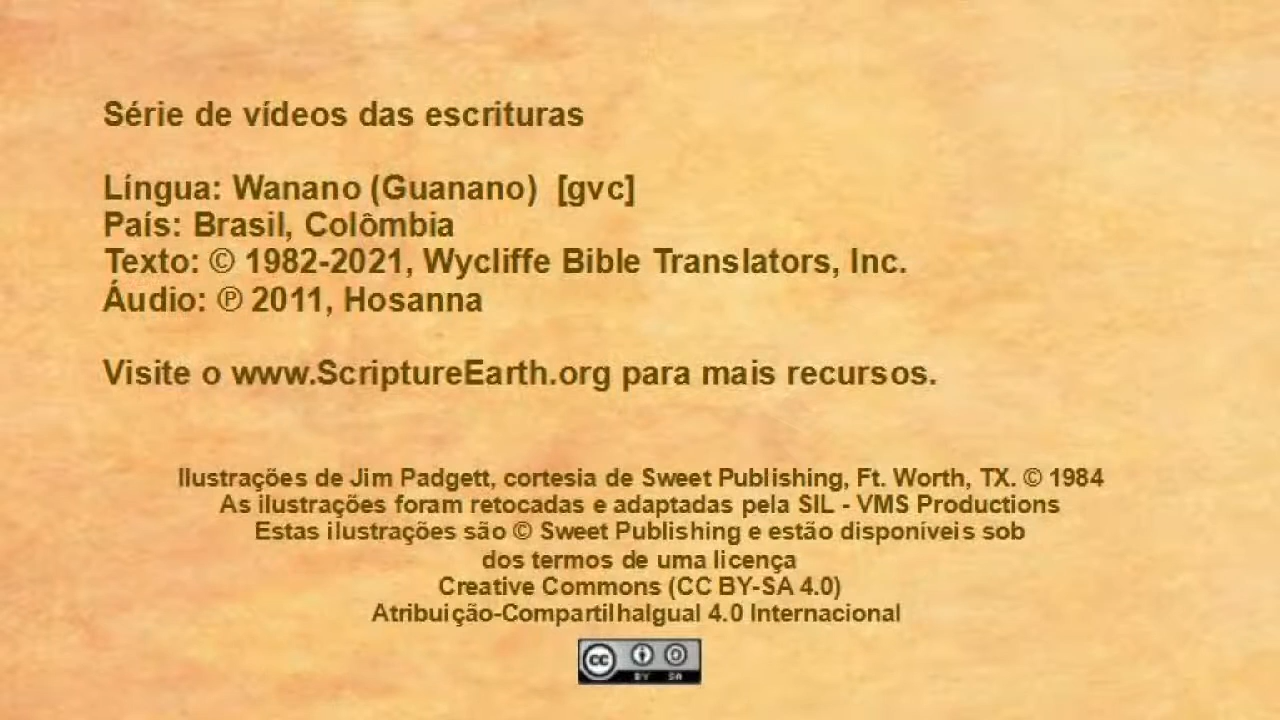 Série de vídeos das escrituras
Língua: Wanano (Guanano) [gvc]
País: Brasil, Colômbia
Texto: © 1982-2021, Wycliffe Bible Translators, Inc.
Áudio: ℗ 2011, Hosanna
Visite o www.ScriptureEarth.org para mais recursos.
Ilustrações de Jim Padgett, cortesia de Sweet Publishing, Ft. Worth, TX. © 1984
As ilustrações foram retocadas e adaptadas pela SIL - VMS Productions
Estas ilustrações são © Sweet Publishing e estão disponíveis sob
dos termos de uma licença
Creative Commons (CC BY-SA 4.0)
Atribuição-CompartilhaIgual 4.0 Internacional
cc BY SA